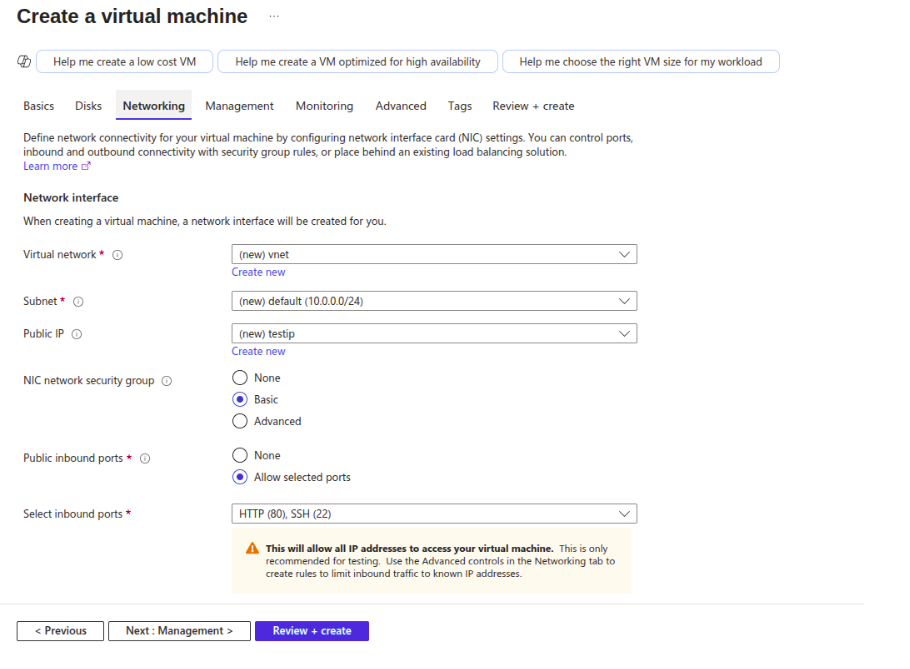 Create a virtual machine ...
Help me create a low cost VM
Help me create a VM optimized for high availability
Help me choose the right VM size for my workload
Basics Disks Networking Management Monitoring Advanced Tags Review + create
Define network connectivity for your virtual machine by configuring network interface card (NIC) settings. You can control ports,
inbound and outbound connectivity with security group rules, or place behind an existing load balancing solution.
Learn more
Network interface
When creating a virtual machine, a network interface will be created for you.
Virtual network *
(new) vnet
Create new
Subnet *
(new) default (10.0.0.0/24)
Public IP
(new) testip
Create new
NIC network security group
None
Basic
Advanced
Public inbound ports *
None
Allow selected ports
Select inbound ports *
HTTP (80), SSH (22)
This will allow all IP addresses to access your virtual machine. This is only
recommended for testing. Use the Advanced controls in the Networking tab to
create rules to limit inbound traffic to known IP addresses.
< Previous
Next : Management >
Review + create